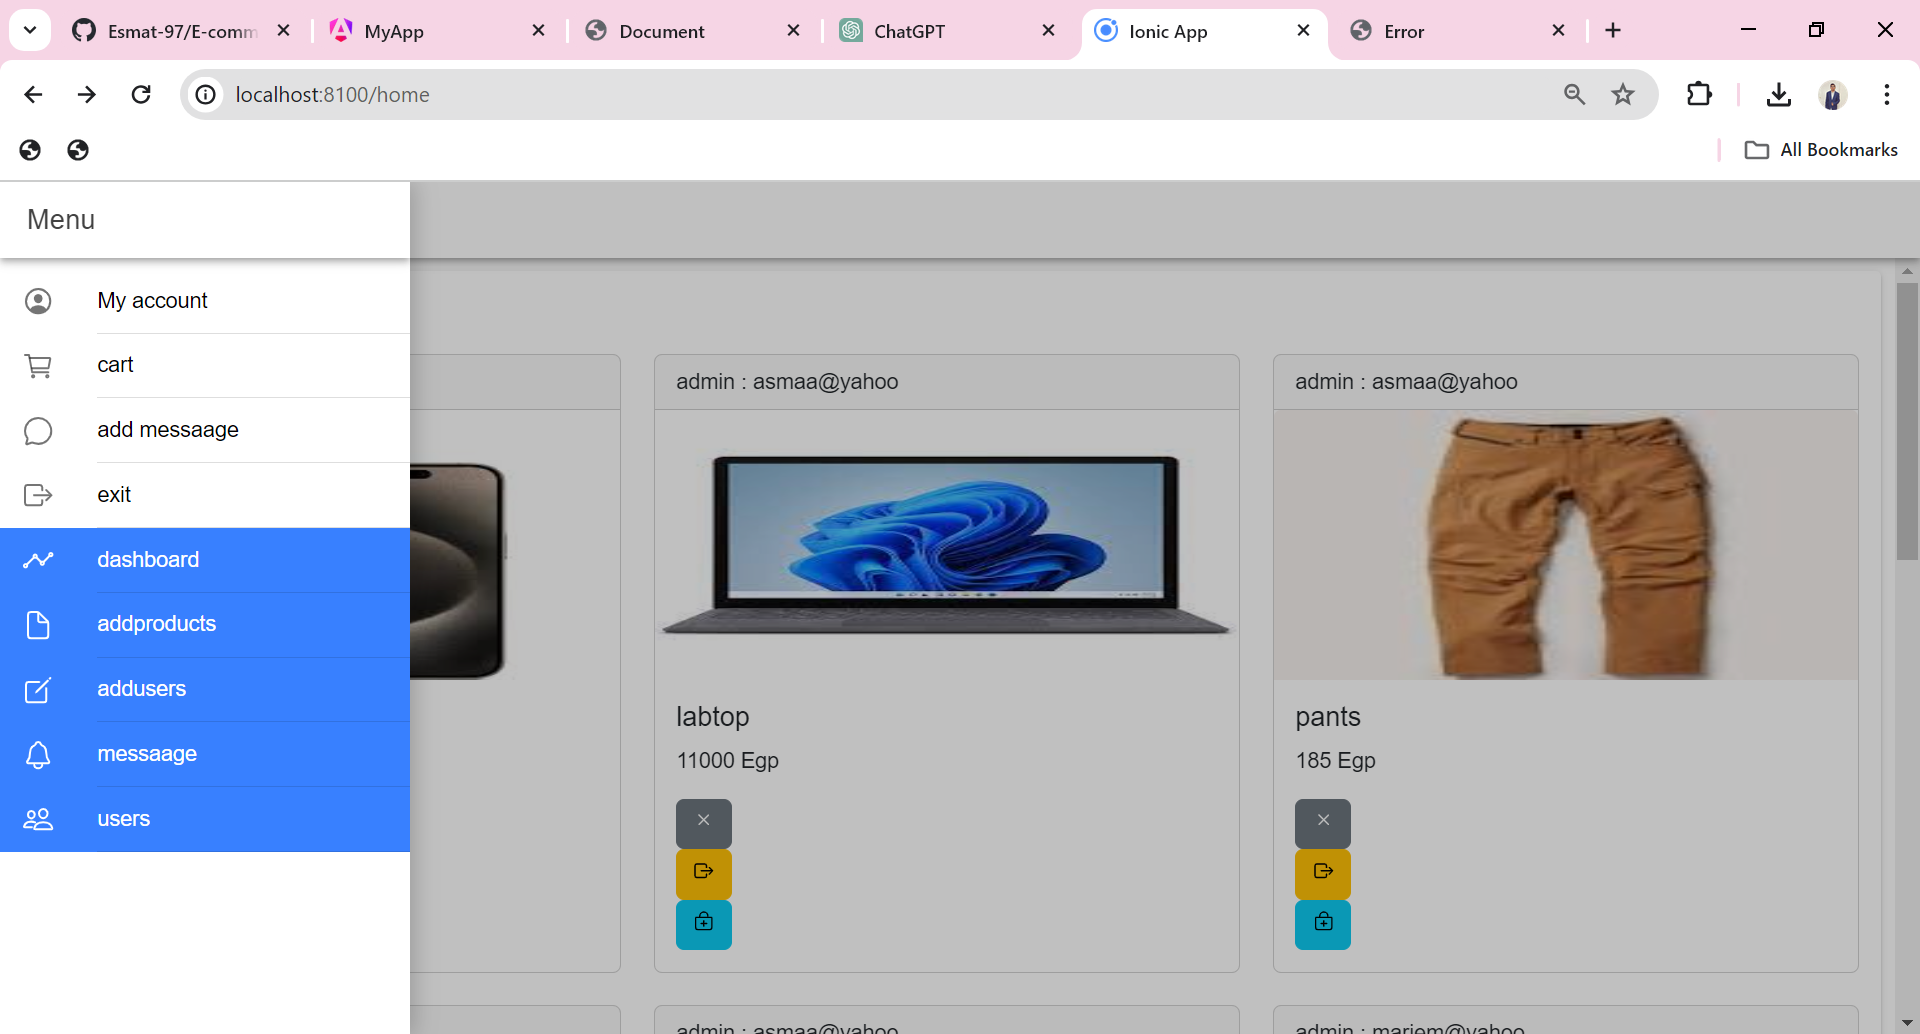 Esmat-97/E-comm
MyApp
Document
ChatGPT
Ionic App
Error
localhost:8100/home
All Bookmarks
Menu
My account
cart
add messaage
exit
dashboard
addproducts
addusers
messaage
users
admin : asmaa@yahoo
labtop
11000 Egp
admin : asmaa@yahoo
pants
185 Egp
admin : asmaa@yahoo
admin : mariem@yahoo